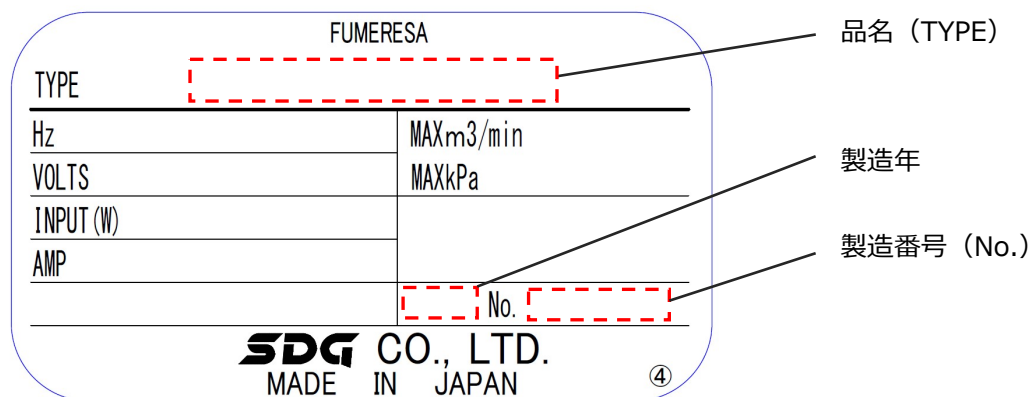 FUMERESA
品名（TYPE）
TYPE
Hz
MAXm3/min
VOLTS
MAXkPa
製造年
INPUT(W)
AMP
製造番号（No.）
No.
SDG CO., LTD.
MADE IN JAPAN
④